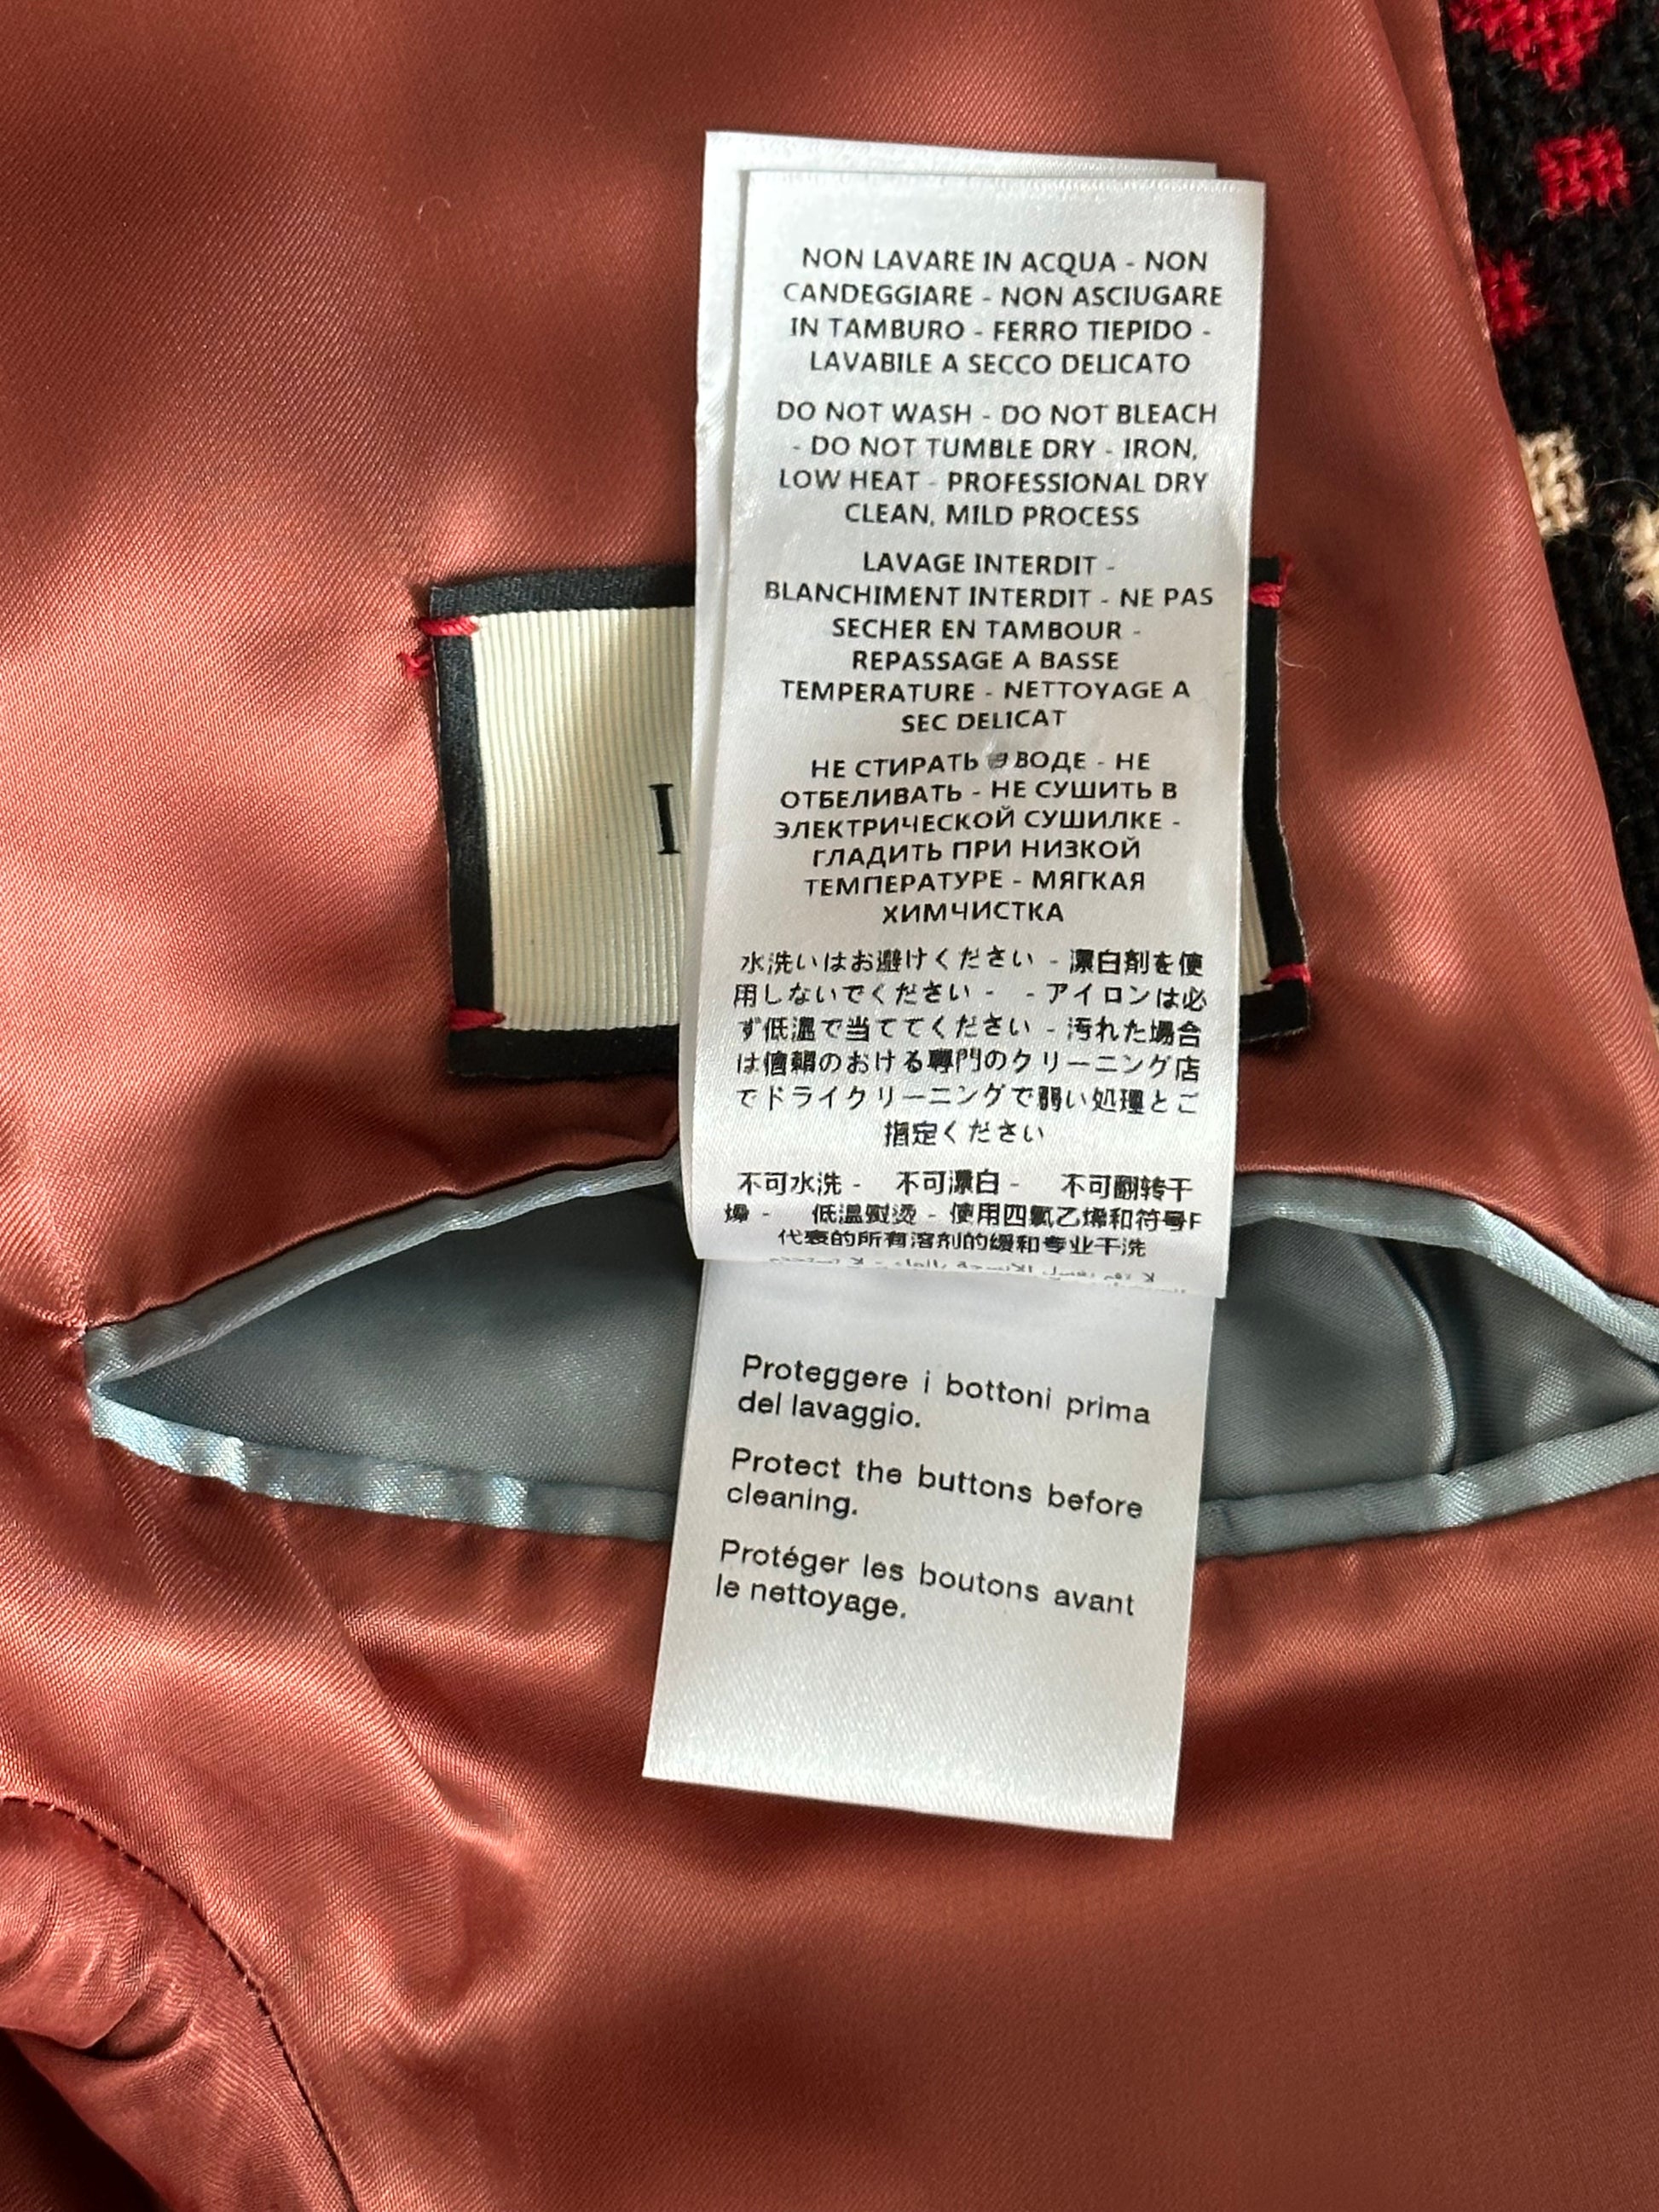 NON LAVARE IN ACQUA - NON
CANDEGGIARE - NON ASCIUGARE
IN TAMBURO - FERRO TIEPIDO -
LAVABILE A SECCO DELICATO
DO NOT WASH - DO NOT BLEACH
- DO NOT TUMBLE DRY - IRON,
LOW HEAT - PROFESSIONAL DRY
CLEAN, MILD PROCESS
LAVAGE INTERDIT -
BLANCHIMENT INTERDIT - NE PAS
SECHER EN TAMBOUR -
REPASSAGE A BASSE
TEMPERATURE - NETTOYAGE A
SEC DELICAT
НЕ СТИРАТЬ В ВОДЕ - НЕ
ОТБЕЛИВАТЬ - НЕ СУШИТЬ В
ЭЛЕКТРИЧЕСКОЙ СУШИЛКЕ -
ГЛАДИТЬ ПРИ НИЗКОЙ
ТЕМПЕРАТУРЕ - МЯГКАЯ
ХИМЧИСТКА
水洗いはお避けください - 漂白剤を使
用しないでください - - アイロンは必
ず低温で当ててください - 汚れた場合
は信頼のおける専門のクリーニング店
でドライクリーニングで弱い処理とご
指定ください
不可水洗 - 不可漂白 - 不可翻转干
燥 - 低温熨烫 - 使用四氯乙烯和符号F
代表的所有溶剂的缓和专业干洗
I
Proteggere i bottoni prima
del lavaggio.
Protect the buttons before
cleaning.
Protéger les boutons avant
le nettoyage.